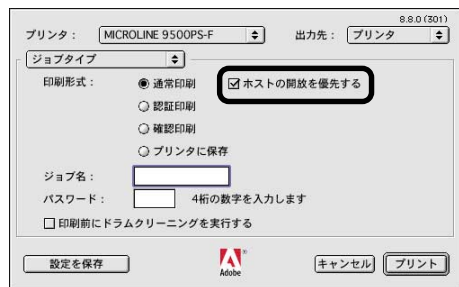 8.8.0 (301)
プリンタ： MICROLINE 9500PS-F 出力先： プリンタ
ジョブタイプ
印刷形式： 通常印刷 ホストの開放を優先する
認証印刷
確認印刷
プリンタに保存
ジョブ名：
パスワード： 4桁の数字を入力します
印刷前にドラムクリーニングを実行する
設定を保存 Adobe キャンセル プリント